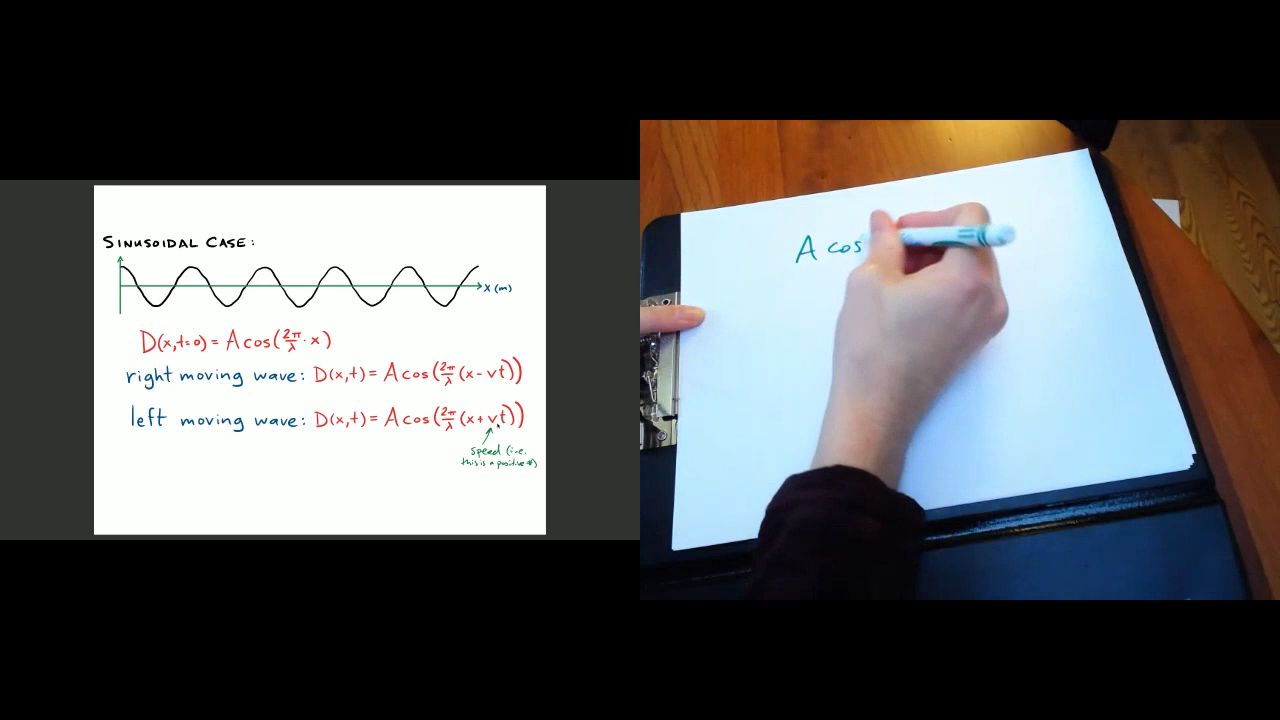 SINUSOIDAL CASE:
x (m)
D(x,t=0) = A cos(2π/λ · x)
right moving wave: D(x,t) = A cos(2π/λ (x - vt))
left moving wave: D(x,t) = A cos(2π/λ (x + vt))
speed (i.e.
this is a positive #)
A cos